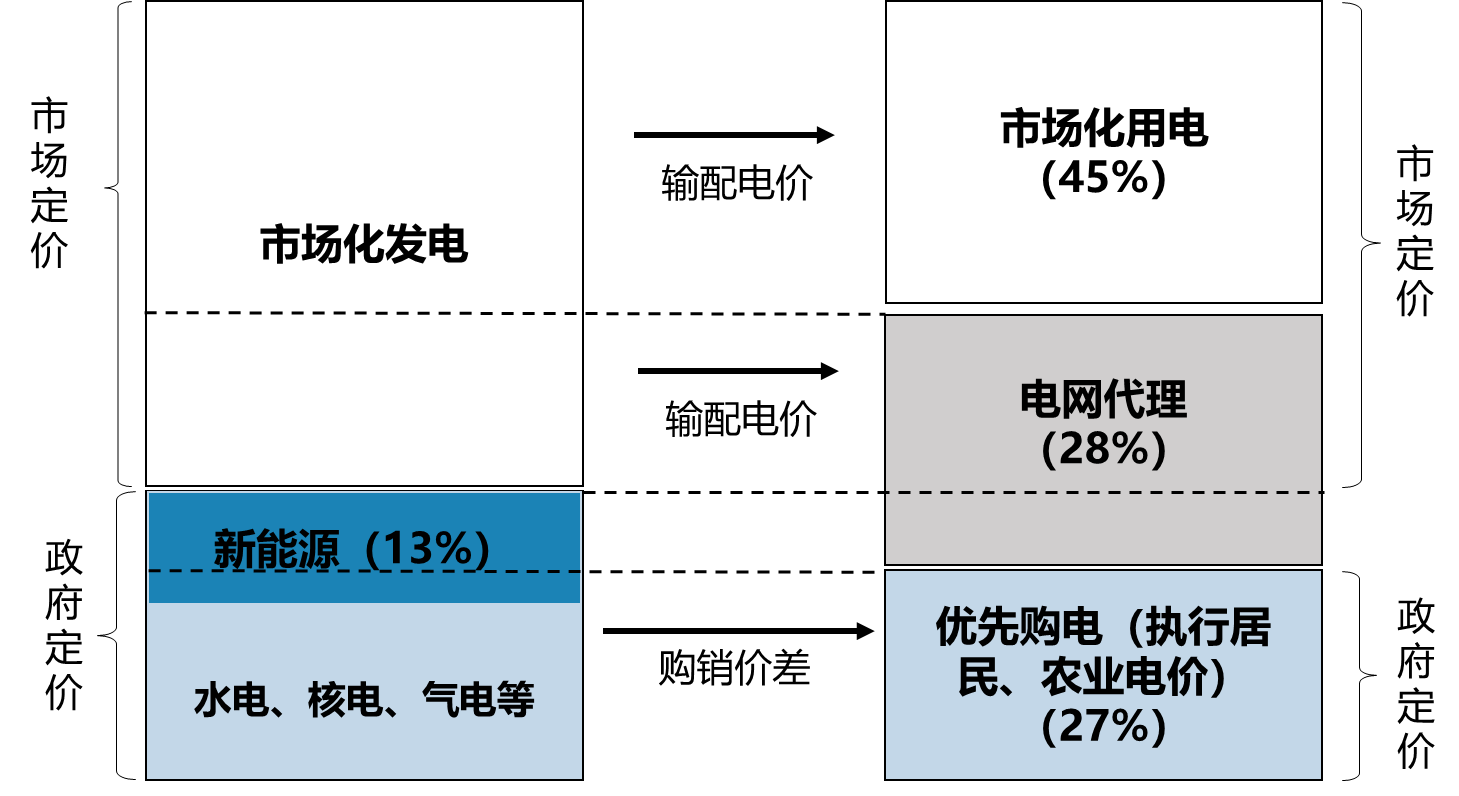 市场定价
市场化发电
输配电价
市场化用电
(45%)
市场定价
输配电价
电网代理
(28%)
政府定价
新能源（13%）
水电、核电、气电等
购销价差
优先购电（执行居
民、农业电价）
(27%)
政府定价